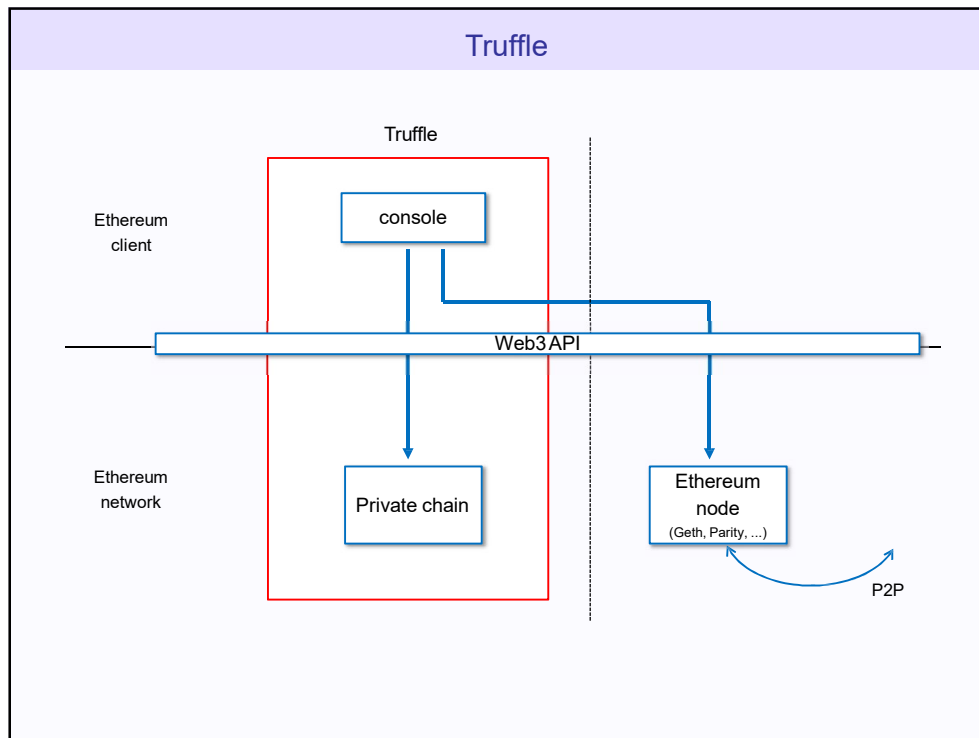 Truffle
Truffle
Ethereum
client
console
Web3 API
Ethereum
network
Private chain
Ethereum
node
(Geth, Parity, ...)
P2P